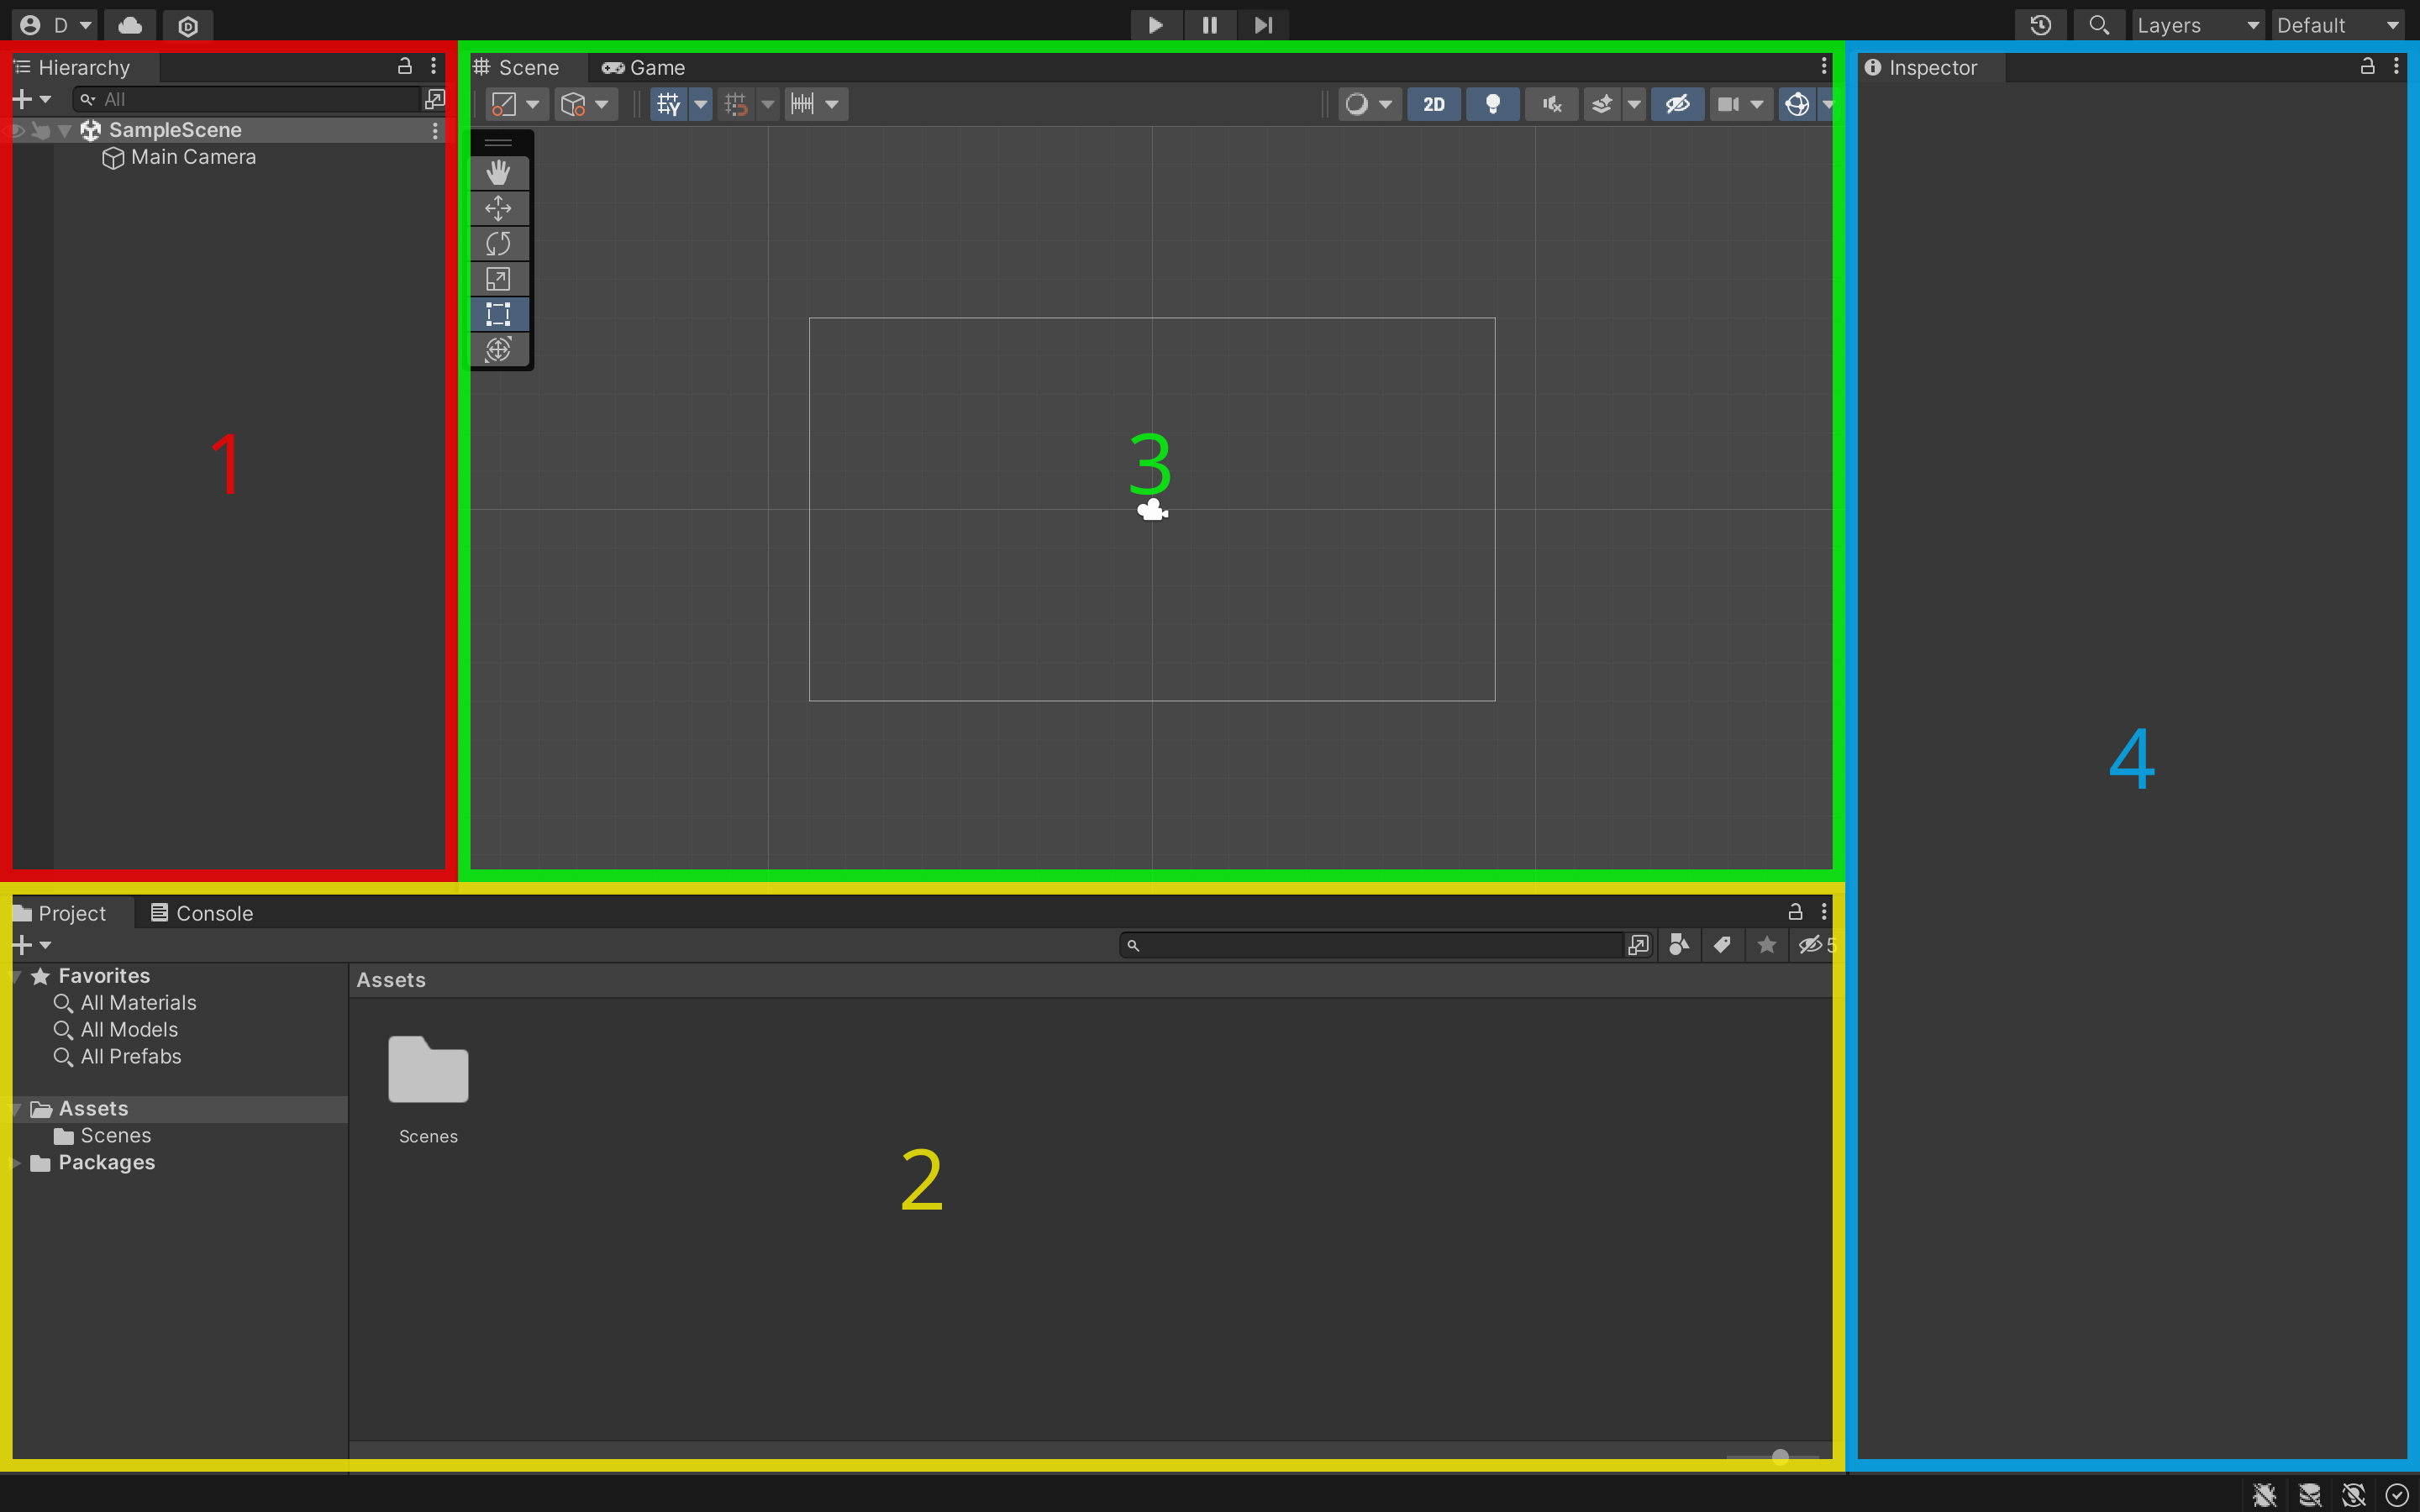 D
Layers
Default
Hierarchy
All
SampleScene
Main Camera
1
Scene
Game
2D
3
Inspector
4
Project
Console
5
Favorites
All Materials
All Models
All Prefabs
Assets
Scenes
Packages
Assets
Scenes
2